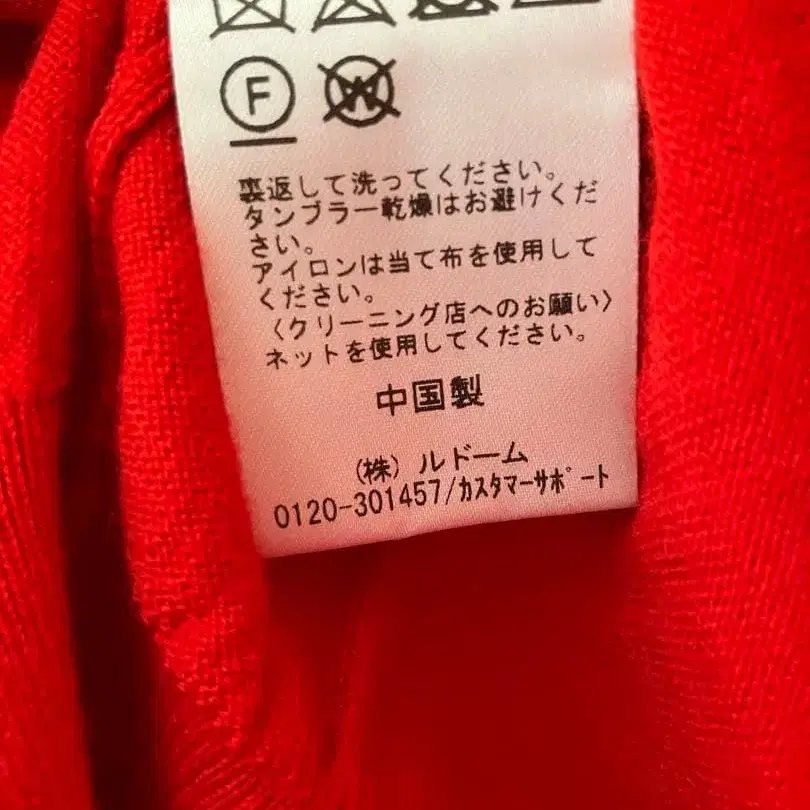 F
W
裏返して洗ってください。
タンブラー乾燥はお避けくだ
さい。
アイロンは当て布を使用して
ください。
〈クリーニング店へのお願い〉
ネットを使用してください。
中国製
(株) ルドーム
0120-301457/カスタマーサポート